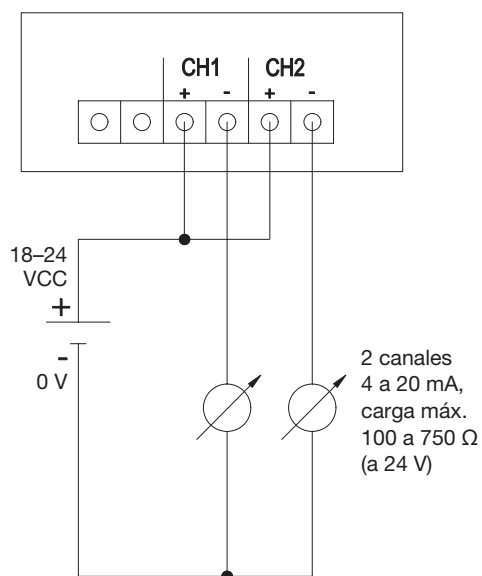 CH1 CH2
+ - + -
18–24
VCC
+
-
0 V
2 canales
4 a 20 mA,
carga máx.
100 a 750 Ω
(a 24 V)